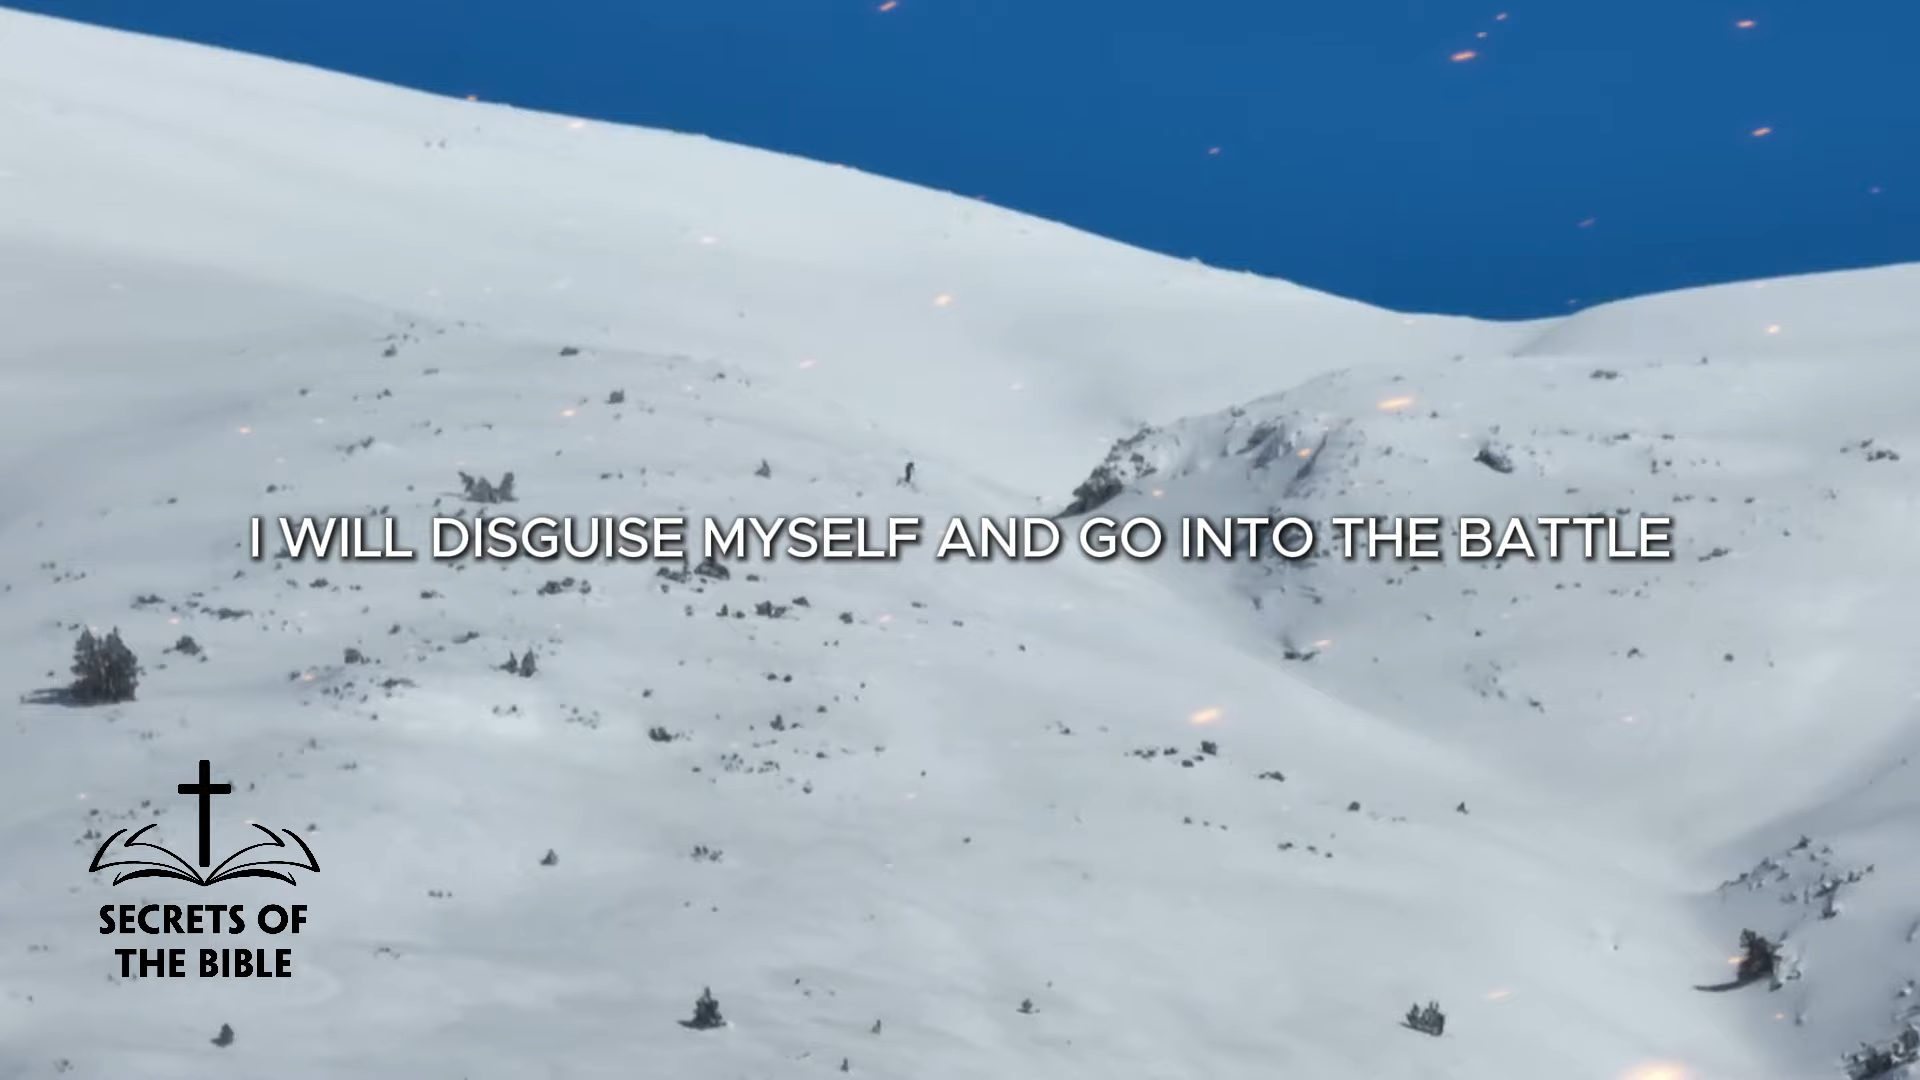 I WILL DISGUISE MYSELF AND GO INTO THE BATTLE
SECRETS OF
THE BIBLE